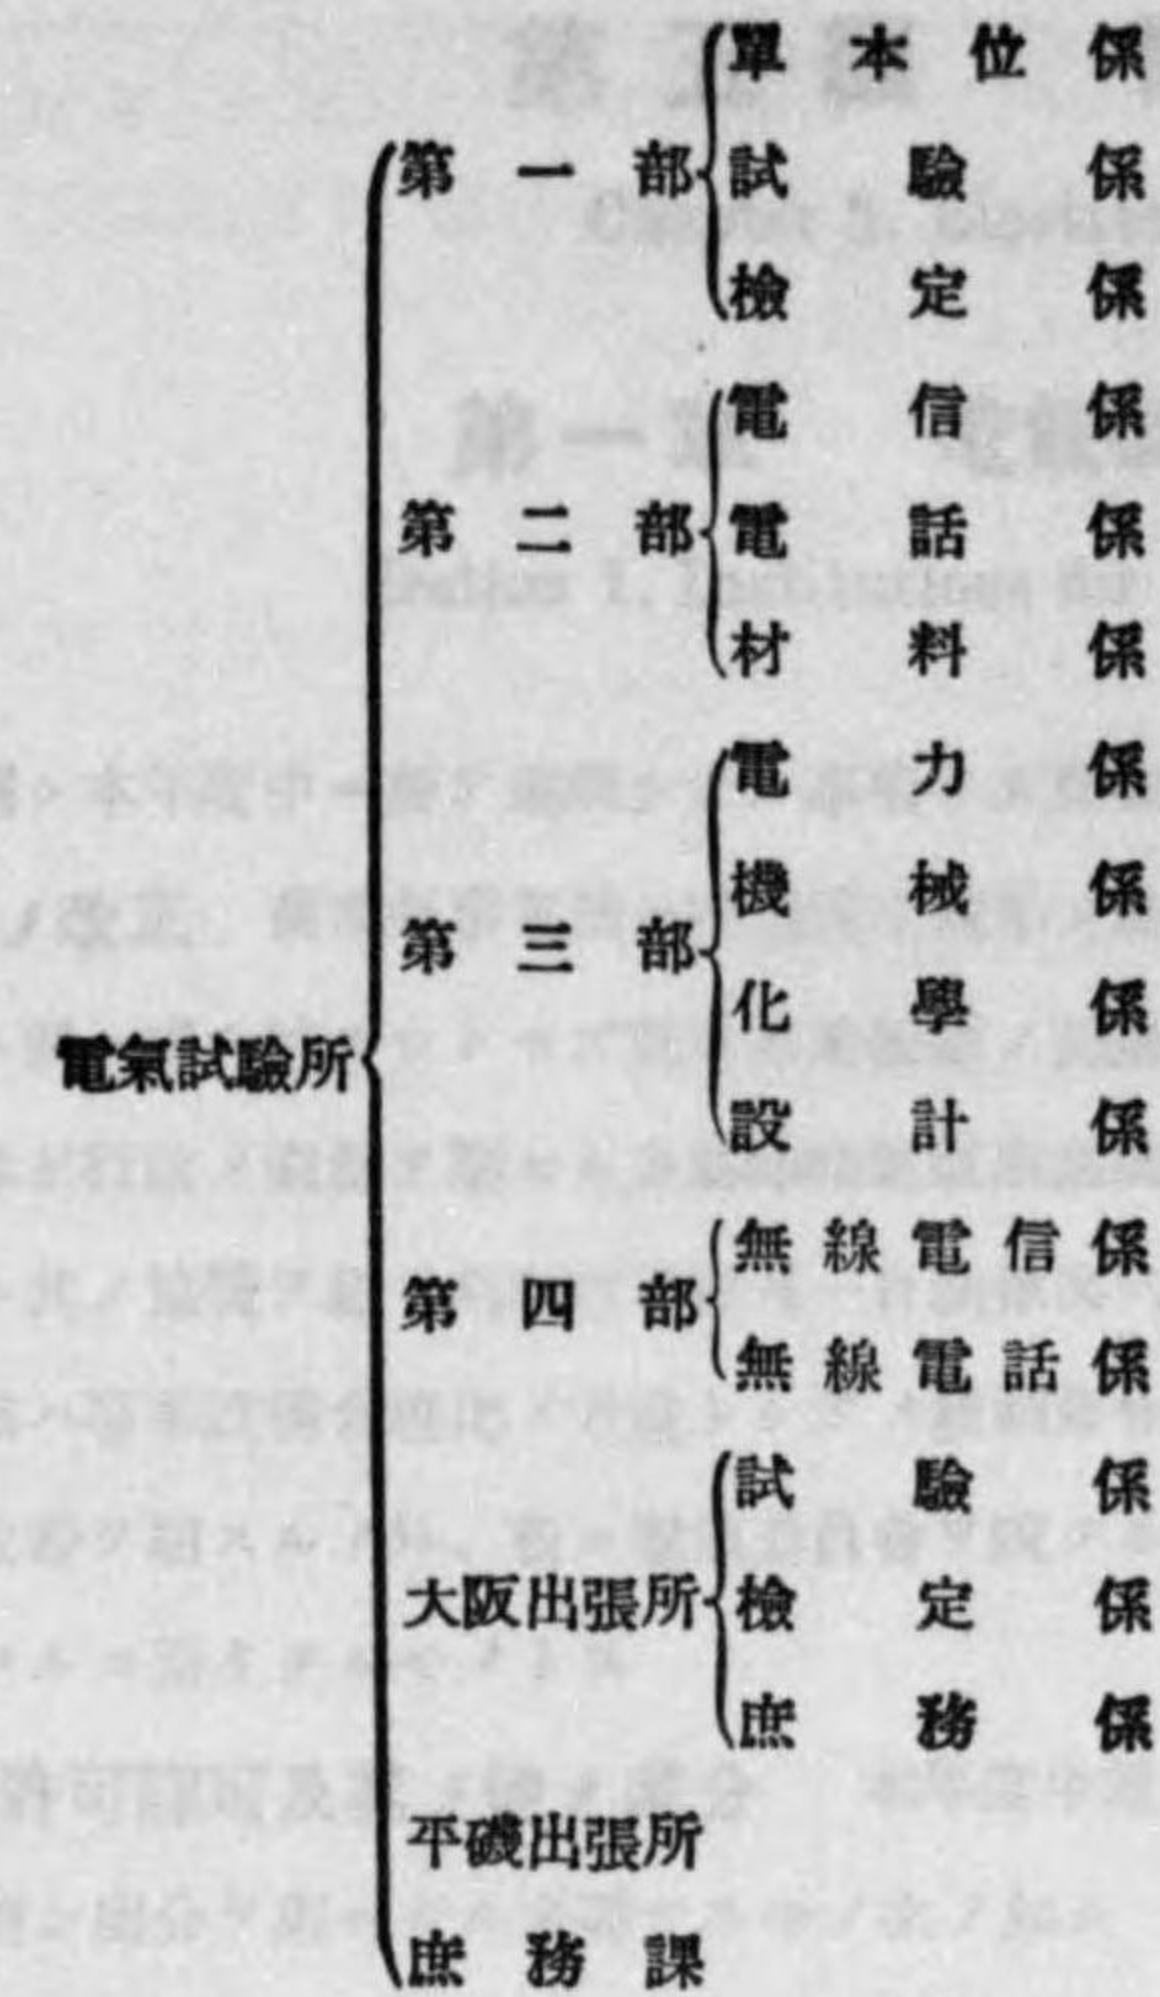 電氣試驗所
第一部
單本位係
試驗係
檢定係
第二部
電信係
電話係
材料係
第三部
電力係
機械係
化學係
設計係
第四部
無線電信係
無線電話係
大阪出張所
試驗係
檢定係
庶務係
平磯出張所
庶務課